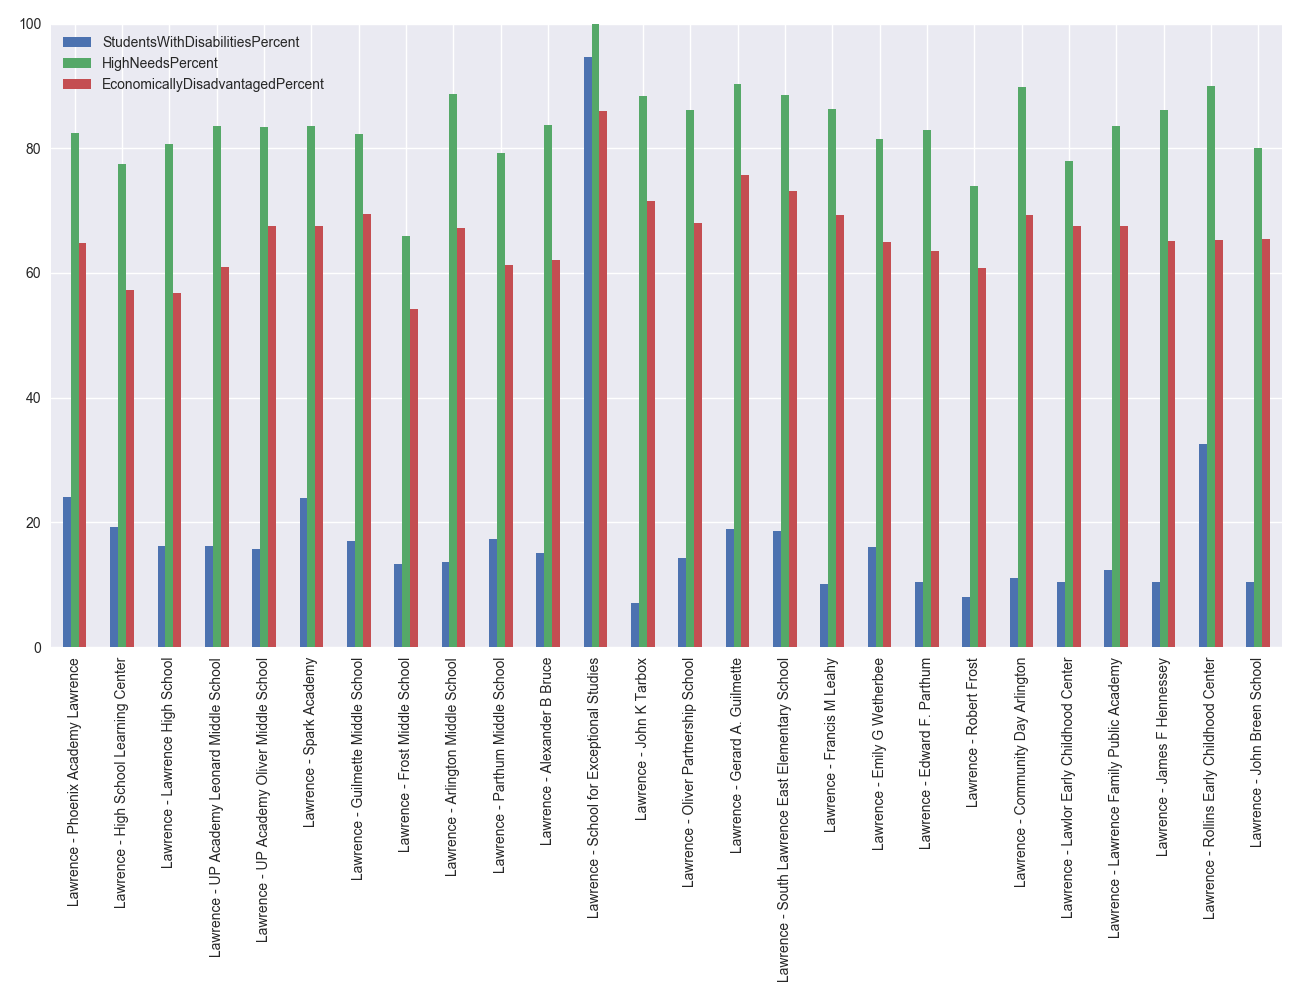 100
80
60
40
20
0
StudentsWithDisabilitiesPercent
HighNeedsPercent
EconomicallyDisadvantagedPercent
Lawrence - Phoenix Academy Lawrence
Lawrence - High School Learning Center
Lawrence - Lawrence High School
Lawrence - UP Academy Leonard Middle School
Lawrence - UP Academy Oliver Middle School
Lawrence - Spark Academy
Lawrence - Guilmette Middle School
Lawrence - Frost Middle School
Lawrence - Arlington Middle School
Lawrence - Parthum Middle School
Lawrence - Alexander B Bruce
Lawrence - School for Exceptional Studies
Lawrence - John K Tarbox
Lawrence - Oliver Partnership School
Lawrence - Gerard A. Guilmette
Lawrence - South Lawrence East Elementary School
Lawrence - Francis M Leahy
Lawrence - Emily G Wetherbee
Lawrence - Edward F. Parthum
Lawrence - Robert Frost
Lawrence - Community Day Arlington
Lawrence - Lawlor Early Childhood Center
Lawrence - Lawrence Family Public Academy
Lawrence - James F Hennessey
Lawrence - Rollins Early Childhood Center
Lawrence - John Breen School